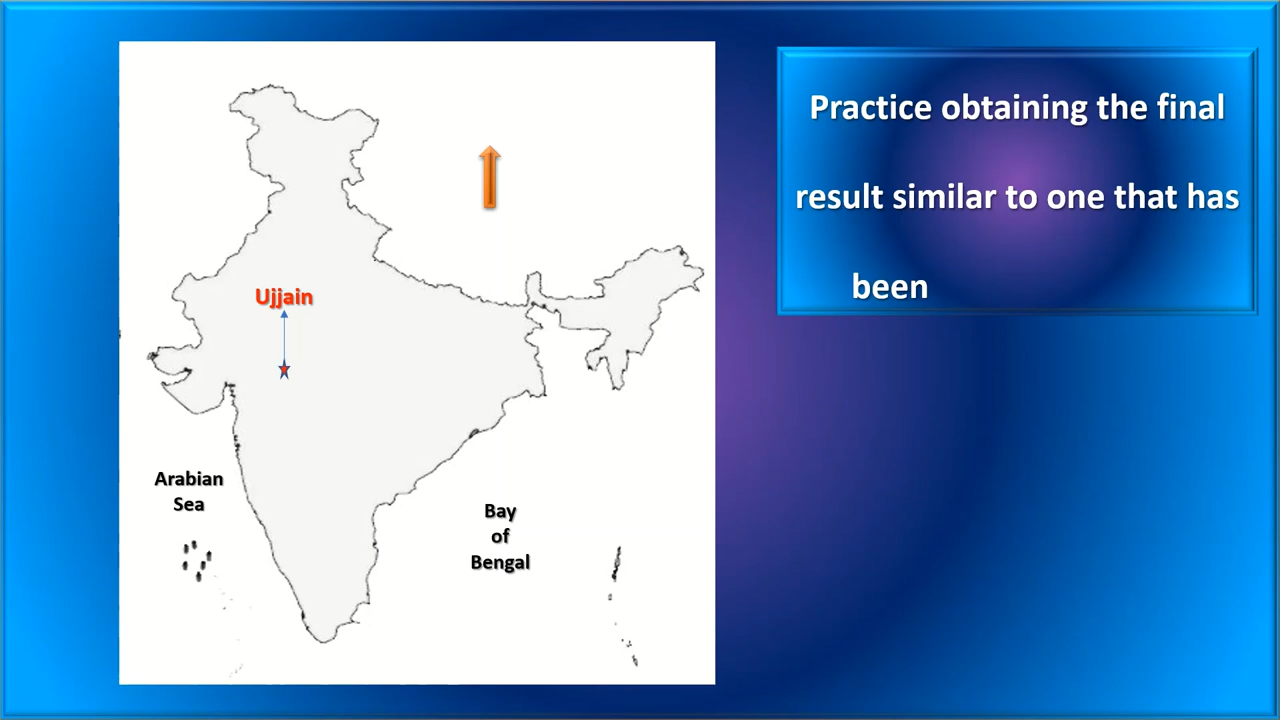 Ujjain
Arabian
Sea
Bay
of
Bengal
Practice obtaining the final
result similar to one that has
been